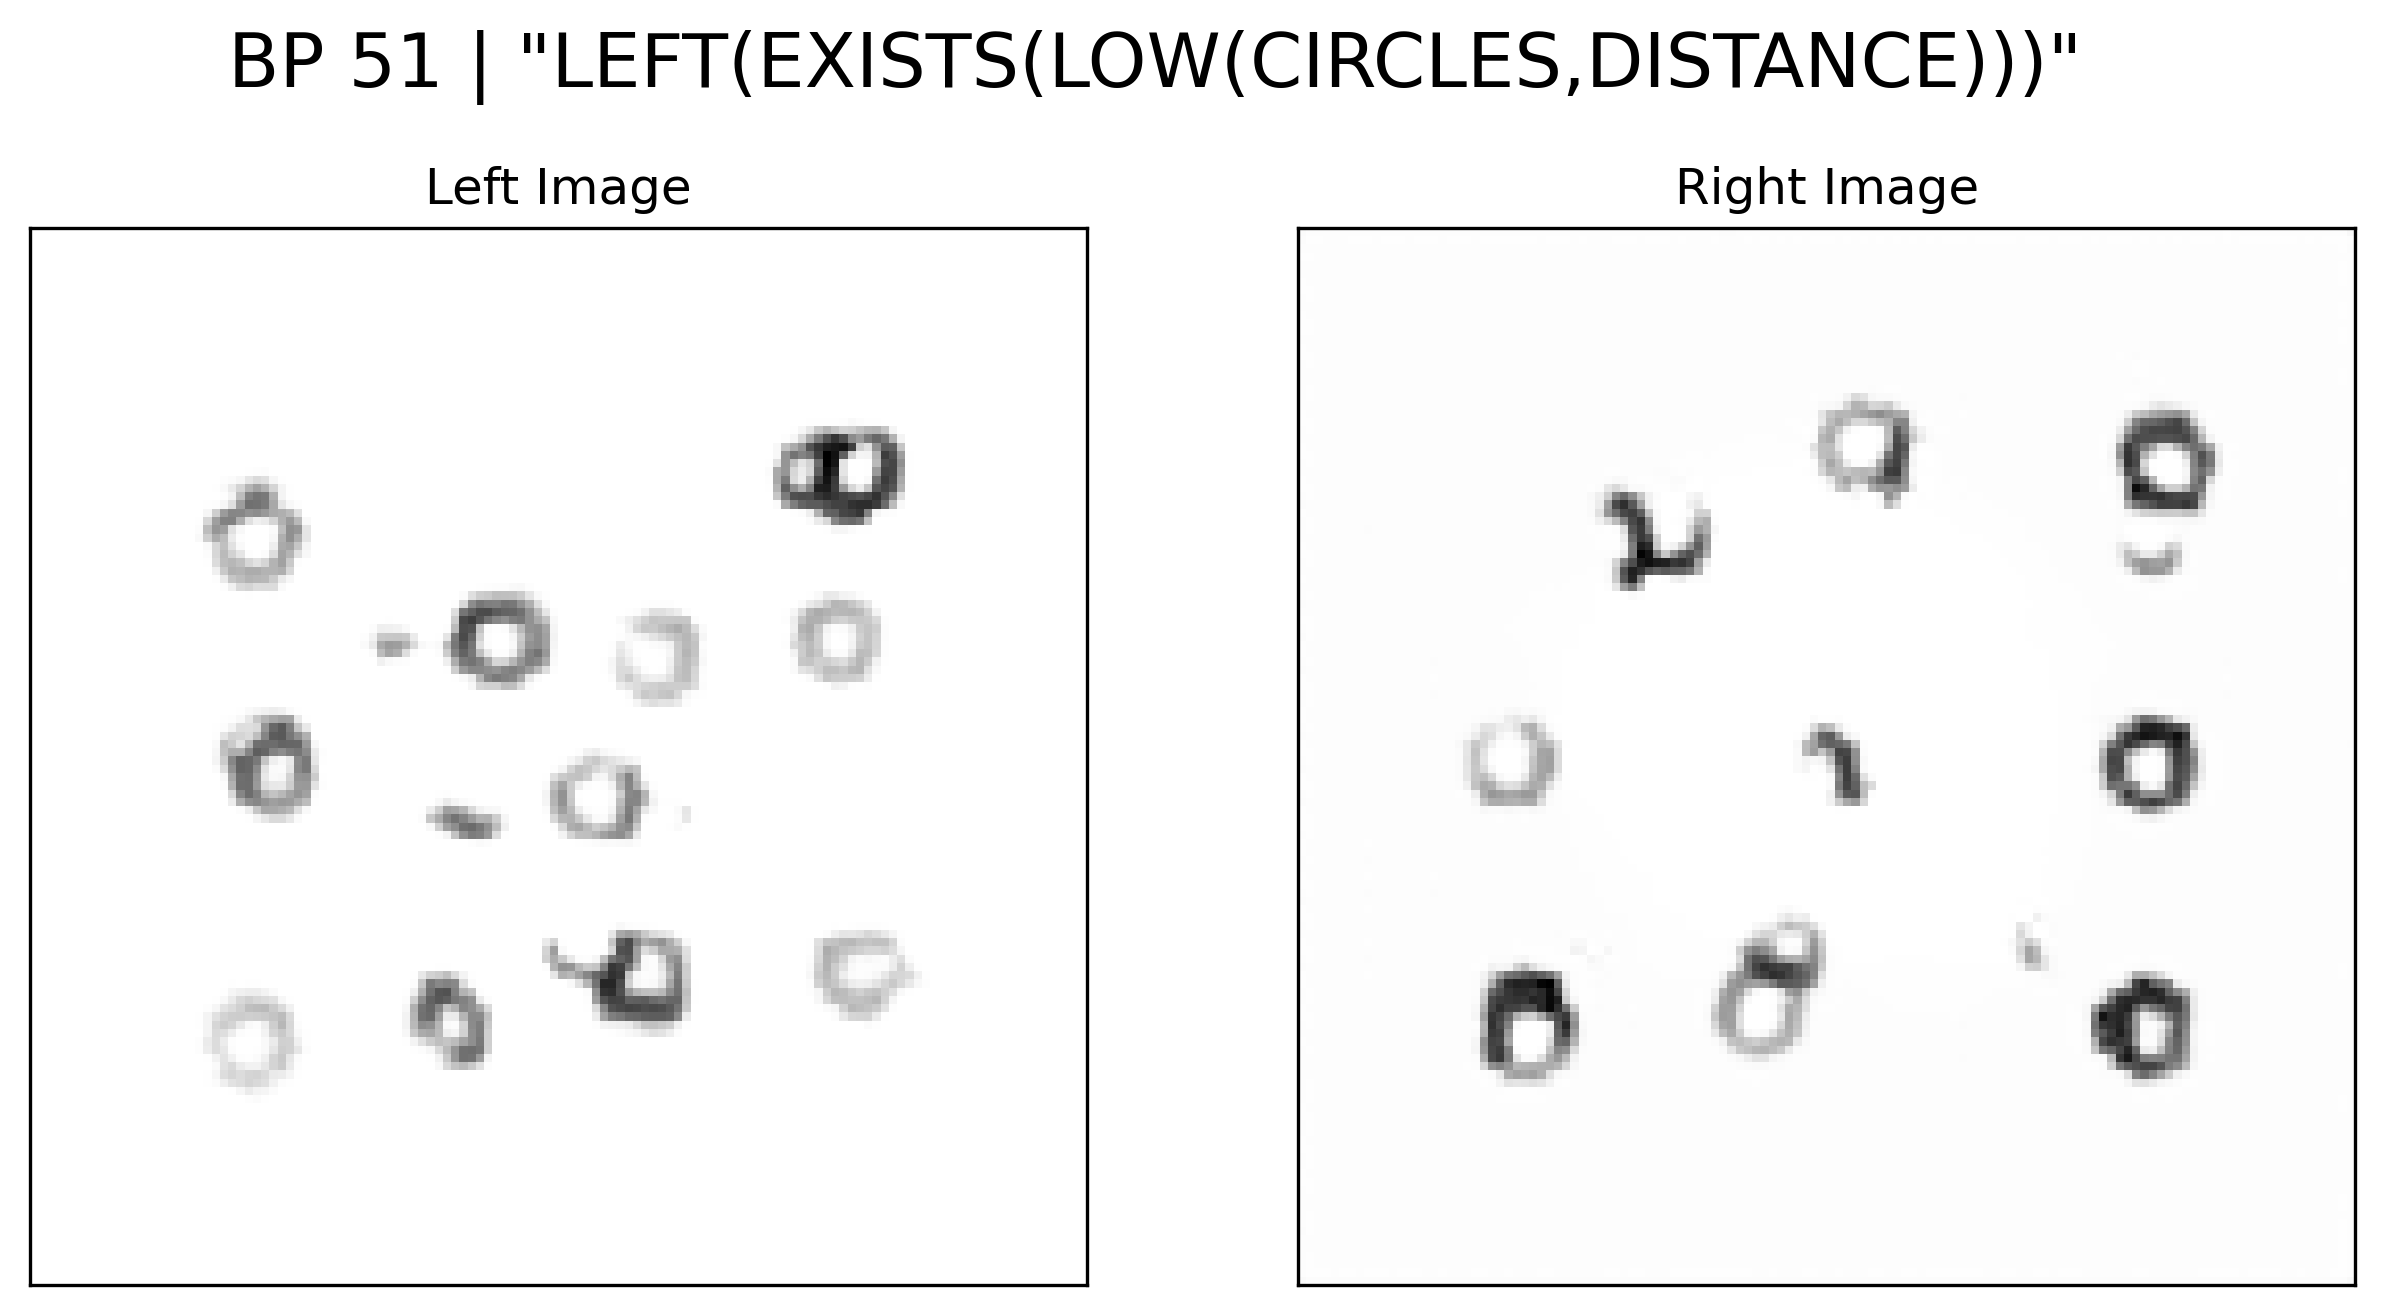 BP 51 | "LEFT(EXISTS(LOW(CIRCLES,DISTANCE)))"
Left Image
Right Image